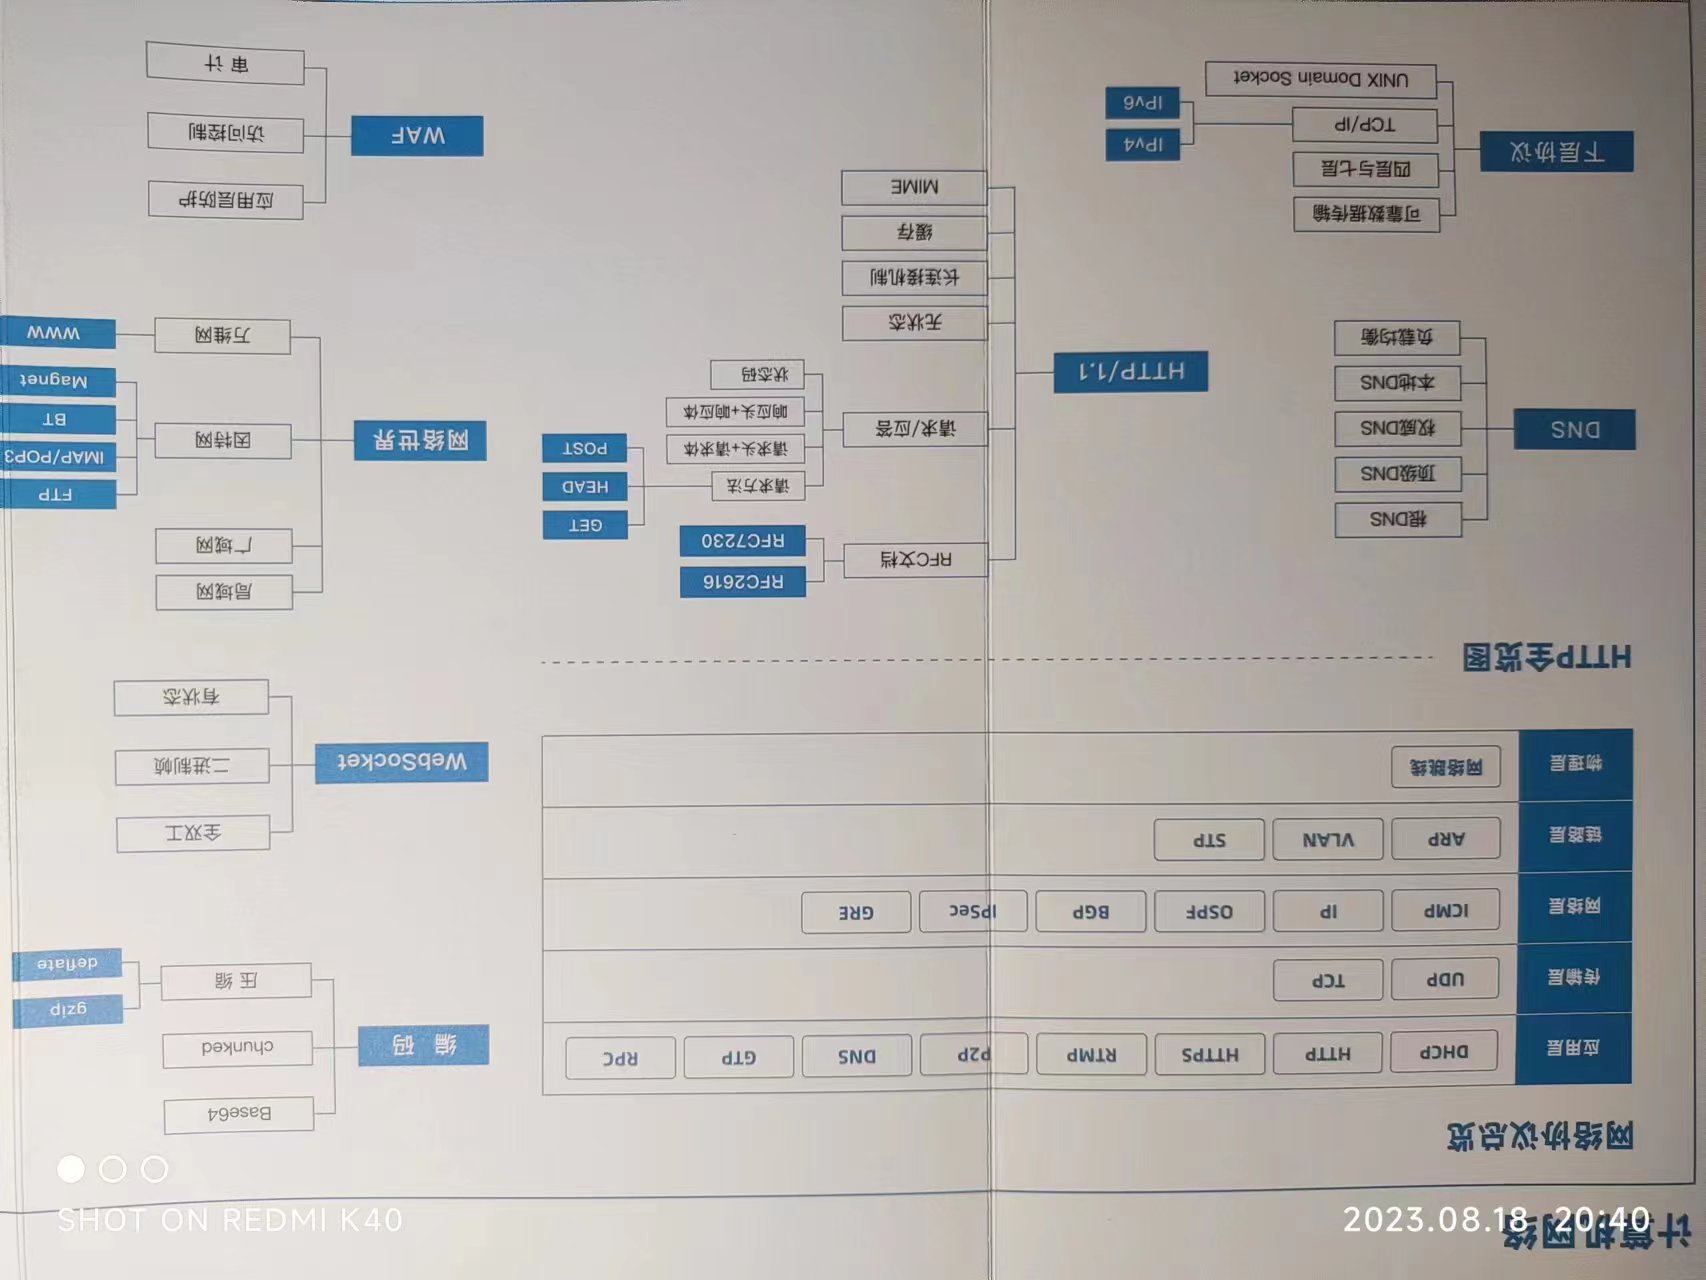 计算机网络
网络协议总览
应用层 DHCP HTTP HTTPS RTMP P2P DNS GTP RPC
传输层 UDP TCP
网络层 ICMP IP OSPF BGP IPSec GRE
链路层 ARP VLAN STP
物理层 网络跳线
HTTP全览图
DNS
根DNS
顶级DNS
权威DNS
本地DNS
负载均衡
下层协议
可靠数据传输
四层与七层
TCP/IP
IPv4
IPv6
UNIX Domain Socket
HTTP/1.1
RFC文档
RFC2616
RFC7230
请求/应答
请求方法
GET
HEAD
POST
请求头+请求体
响应头+响应体
状态码
无状态
长连接机制
缓存
MIME
编 码
Base64
chunked
压 缩
gzip
deflate
WebSocket
全双工
二进制帧
有状态
网络世界
局域网
广域网
因特网
FTP
IMAP/POP3
BT
Magnet
万维网
WWW
WAF
应用层防护
访问控制
审 计
SHOT ON REDMI K40
2023.08.18 20:40